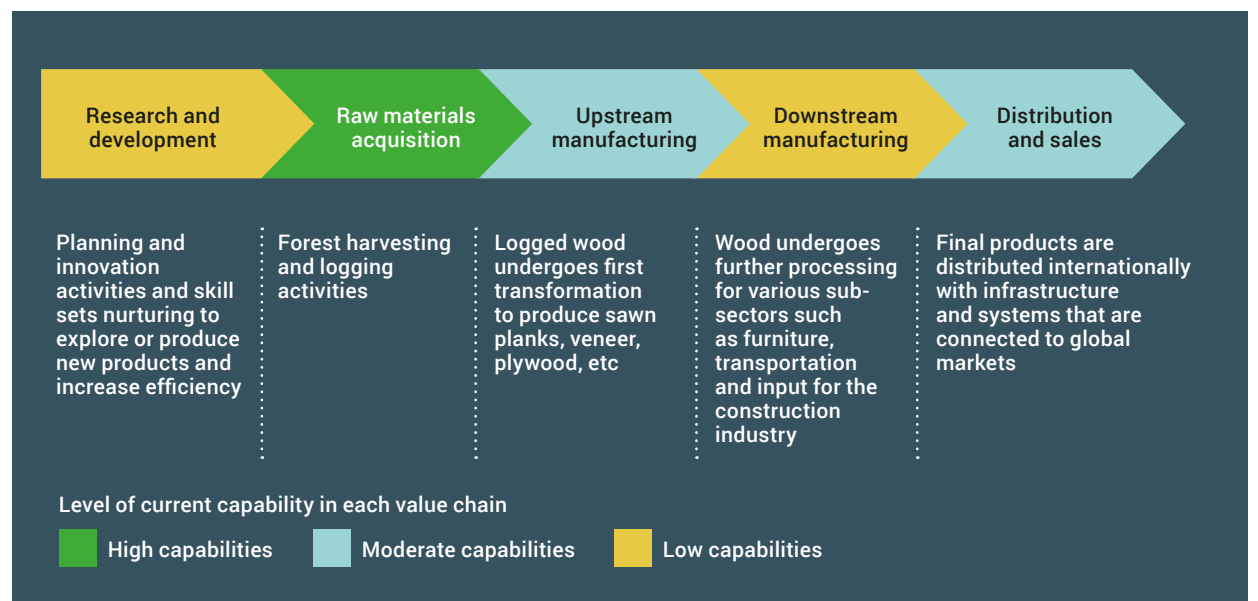 Research and
development
Raw materials
acquisition
Upstream
manufacturing
Downstream
manufacturing
Distribution
and sales
Planning and
innovation
activities and skill
sets nurturing to
explore or produce
new products and
increase efficiency
Forest harvesting
and logging
activities
Logged wood
undergoes first
transformation
to produce sawn
planks, veneer,
plywood, etc
Wood undergoes
further processing
for various sub-
sectors such
as furniture,
transportation
and input for the
construction
industry
Final products are
distributed internationally
with infrastructure
and systems that are
connected to global
markets
Level of current capability in each value chain
High capabilities
Moderate capabilities
Low capabilities